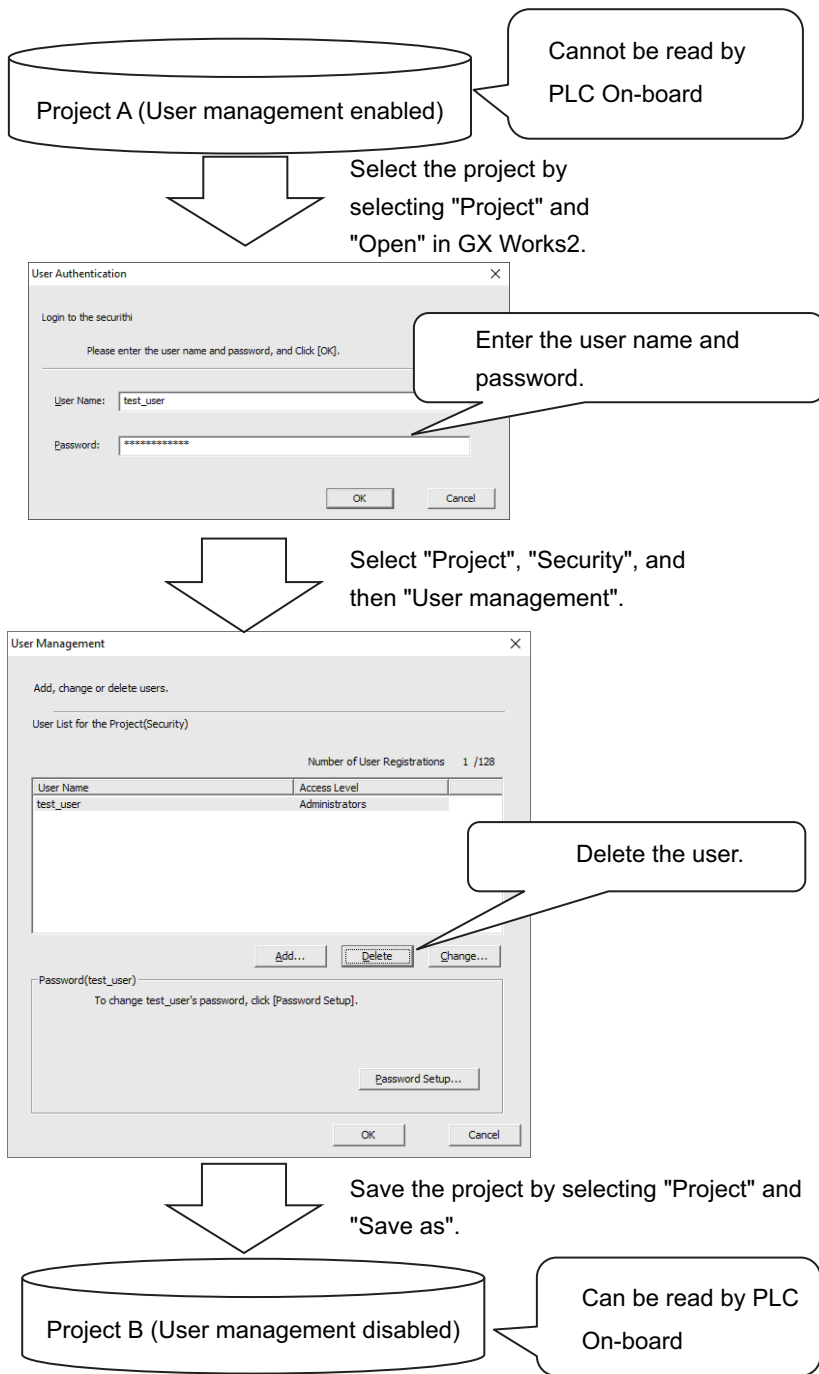 Cannot be read by
PLC On-board
Project A (User management enabled)
Select the project by
selecting "Project" and
"Open" in GX Works2.
User Authentication
Login to the securithi
Please enter the user name and password, and Click [OK].
Enter the user name and
password.
User Name: test_user
Password: ************
OK Cancel
Select "Project", "Security", and
then "User management".
User Management
Add, change or delete users.
User List for the Project(Security)
Number of User Registrations 1 /128
User Name Access Level
test_user Administrators
Delete the user.
Add... Delete Change...
Password(test_user)
To change test_user's password, click [Password Setup].
Password Setup...
OK Cancel
Save the project by selecting "Project" and
"Save as".
Project B (User management disabled)
Can be read by PLC
On-board